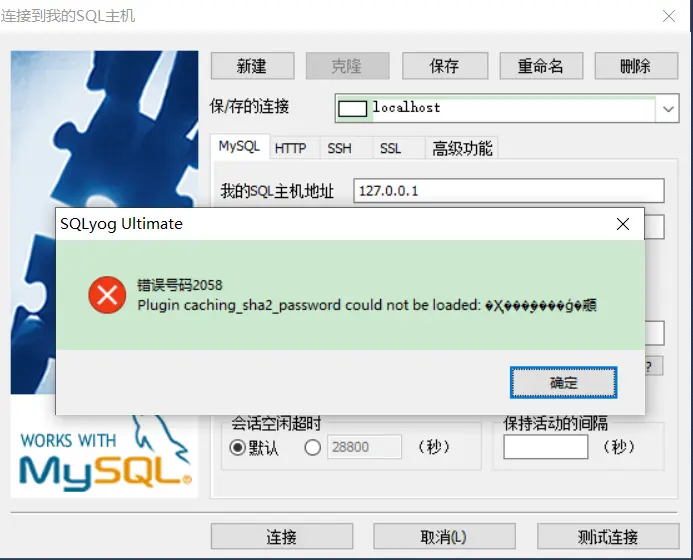 连接到我的SQL主机
新建 克隆 保存 重命名 删除
保/存的连接 localhost
MySQL HTTP SSH SSL 高级功能
我的SQL主机地址 127.0.0.1
SQLyog Ultimate
错误号码2058
Plugin caching_sha2_password could not be loaded:
确定
?
会话空闲超时 保持活动的间隔
默认 28800 （秒） （秒）
WORKS WITH
MySQL®
连接 取消(L) 测试连接